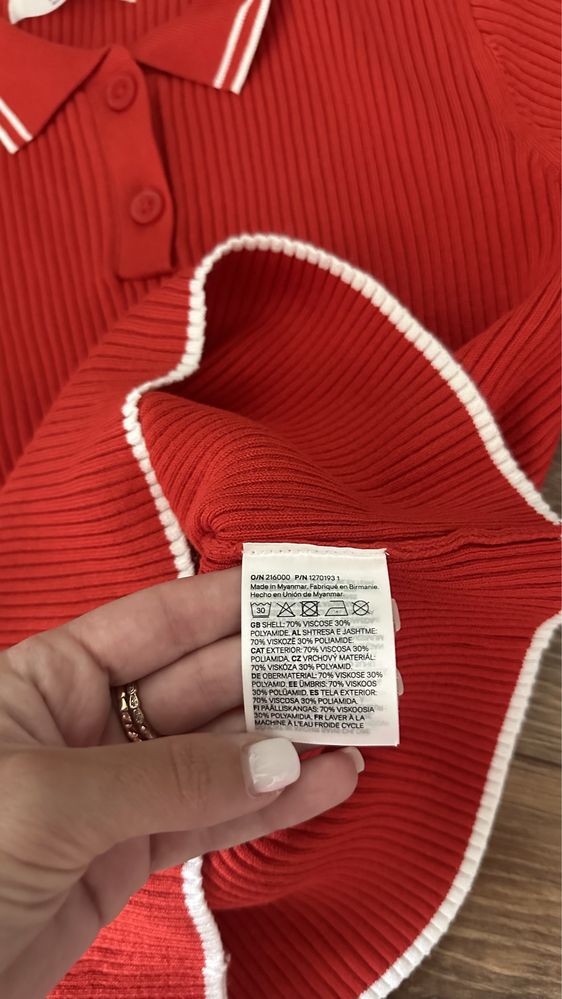 O/N 216000 P/N 1270193 1
Made in Myanmar, Fabriqué en Birmanie.
Hecho en Unión de Myanmar
30
GB SHELL: 70% VISCOSE 30%
POLYAMIDE. AL SHTRESA E JASHTME:
70% VISKOZË 30% POLIAMIDE.
CAT EXTERIOR: 70% VISCOSA 30%
POLIAMIDA. CZ VRCHOVÝ MATERIÁL:
70% VISKÓZA 30% POLYAMID.
DE OBERMATERIAL: 70% VISKOSE 30%
POLYAMID. EE ÜMBRIS: 70% VISKOOS
30% POLÜAMIID. ES TELA EXTERIOR:
70% VISCOSA 30% POLIAMIDA.
FI PÄÄLLISKANGAS: 70% VISKOOSIA
30% POLYAMIDIA. FR LAVER À LA
MACHINE À L'EAU FROIDE CYCLE